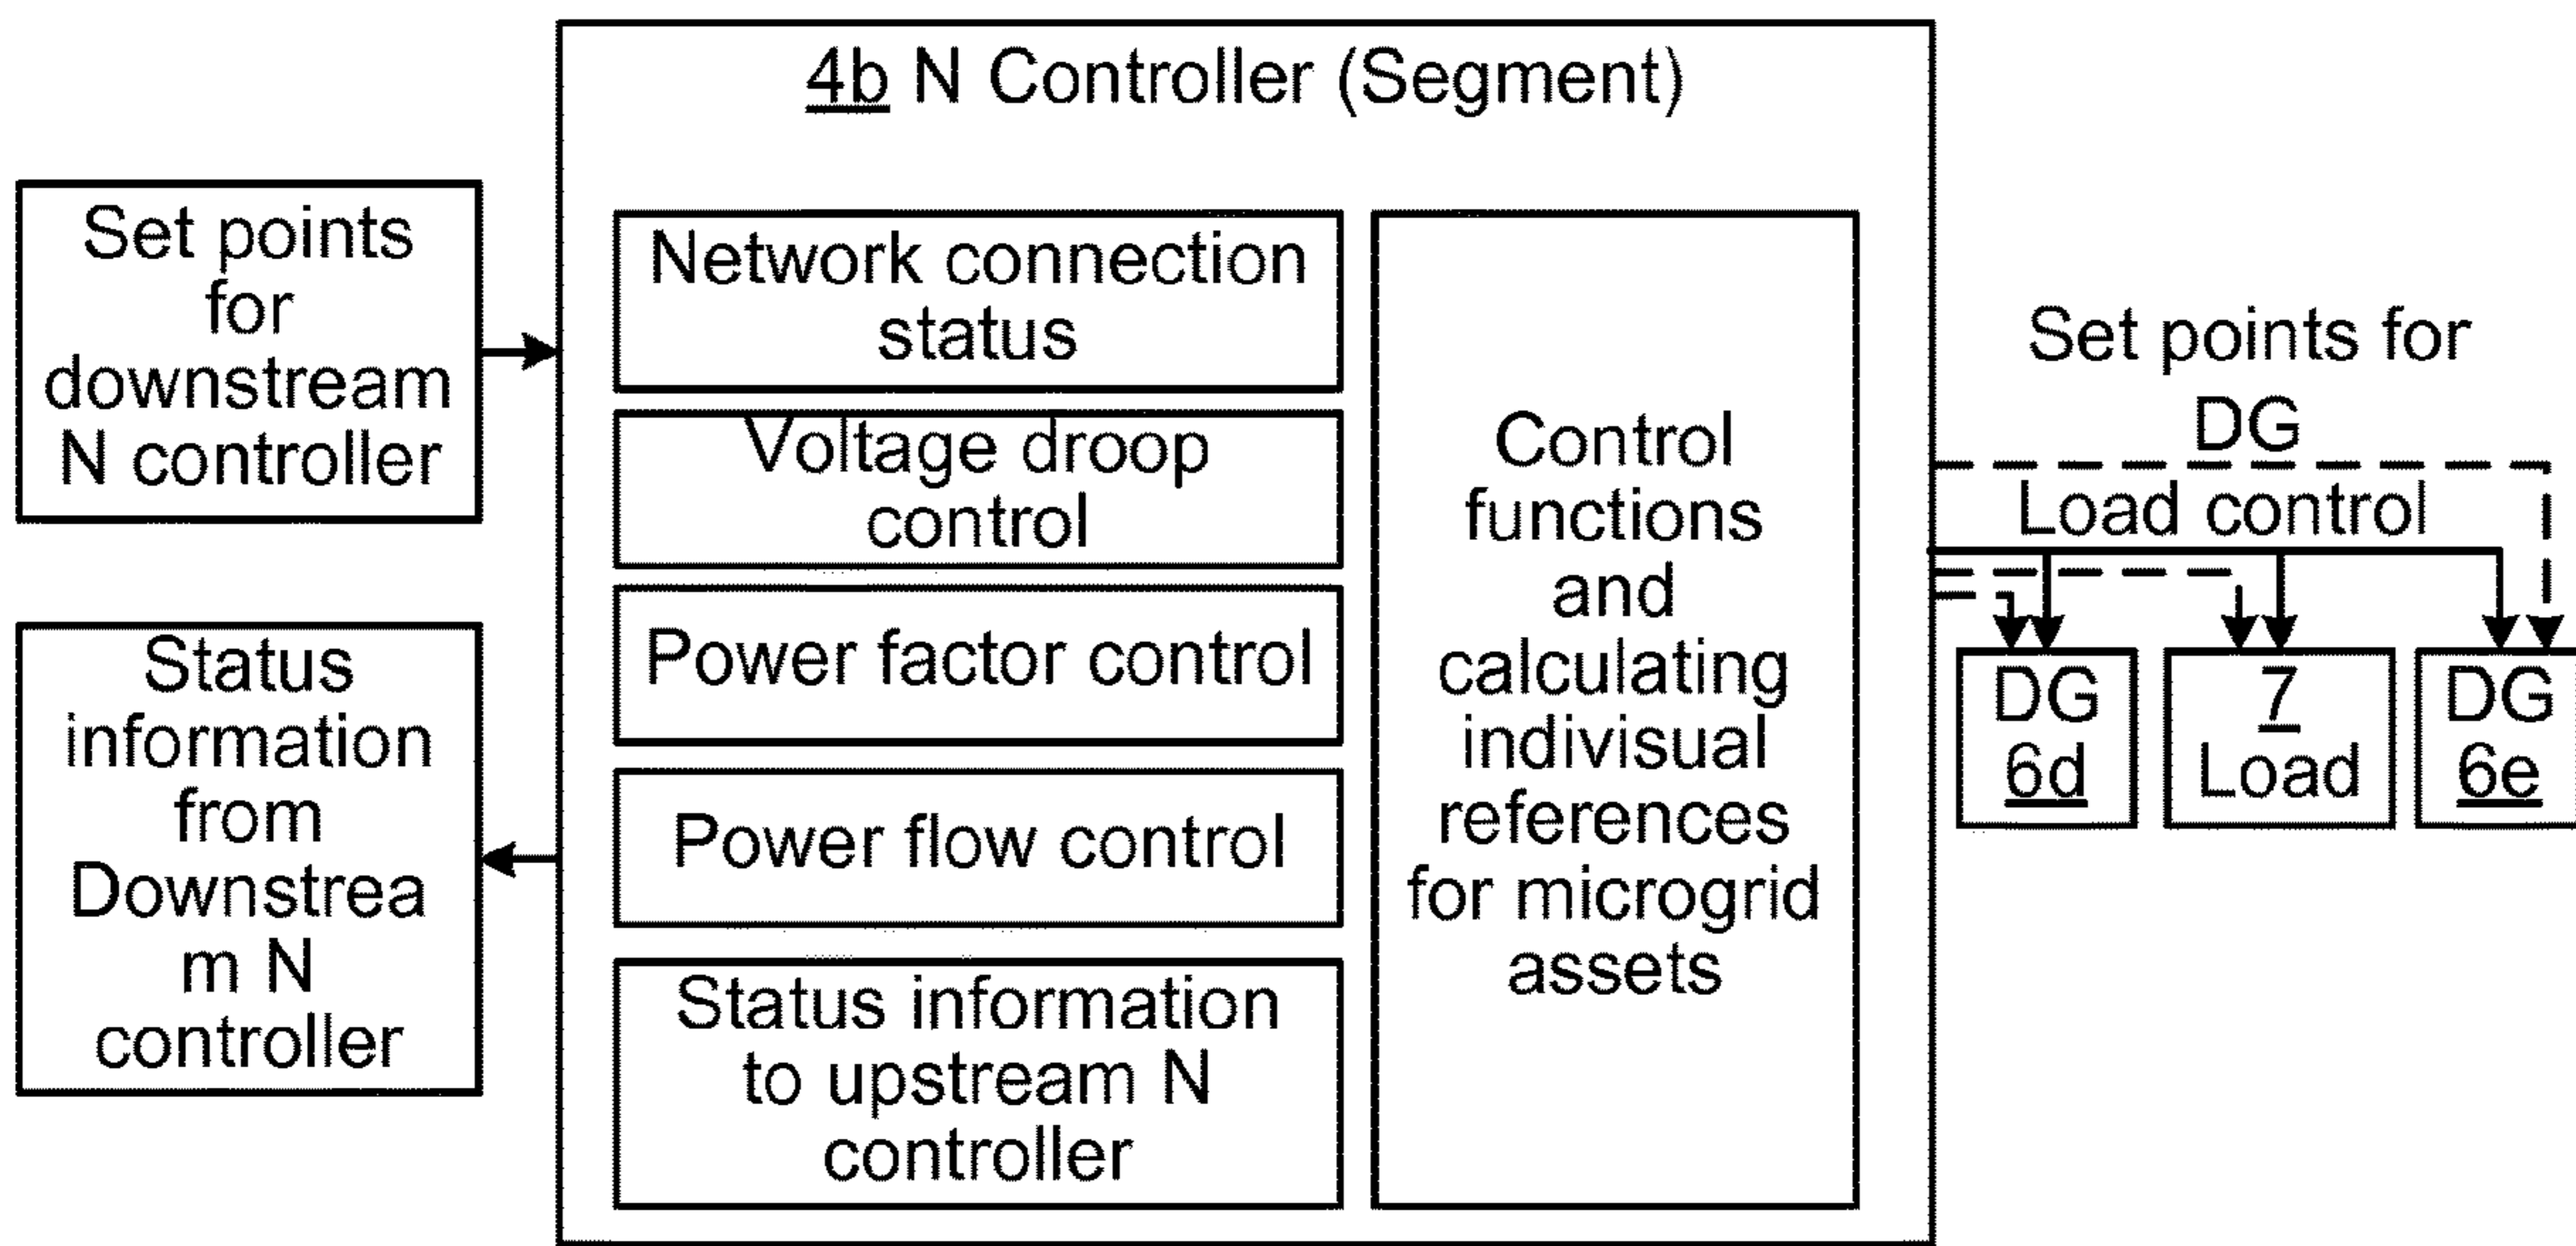 4b N Controller (Segment)
Set points
for
downstream
N controller
Status
information
from
Downstrea
m N
controller
Network connection
status
Voltage droop
control
Power factor control
Power flow control
Status information
to upstream N
controller
Control
functions
and
calculating
indivisual
references
for microgrid
assets
Set points for
DG
Load control
DG
6d
7
Load
DG
6e